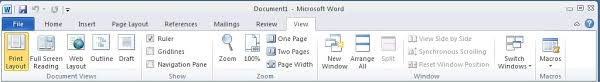 Document1 - Microsoft Word
File Home Insert Page Layout References Mailings Review View
Print Layout Full Screen Reading Web Layout Outline Draft
Document Views
Ruler
Gridlines
Navigation Pane
Show
Zoom 100%
One Page
Two Pages
Page Width
Zoom
New Window Arrange All Split
View Side by Side
Synchronous Scrolling
Reset Window Position
Switch Windows
Window
Macros
Macros